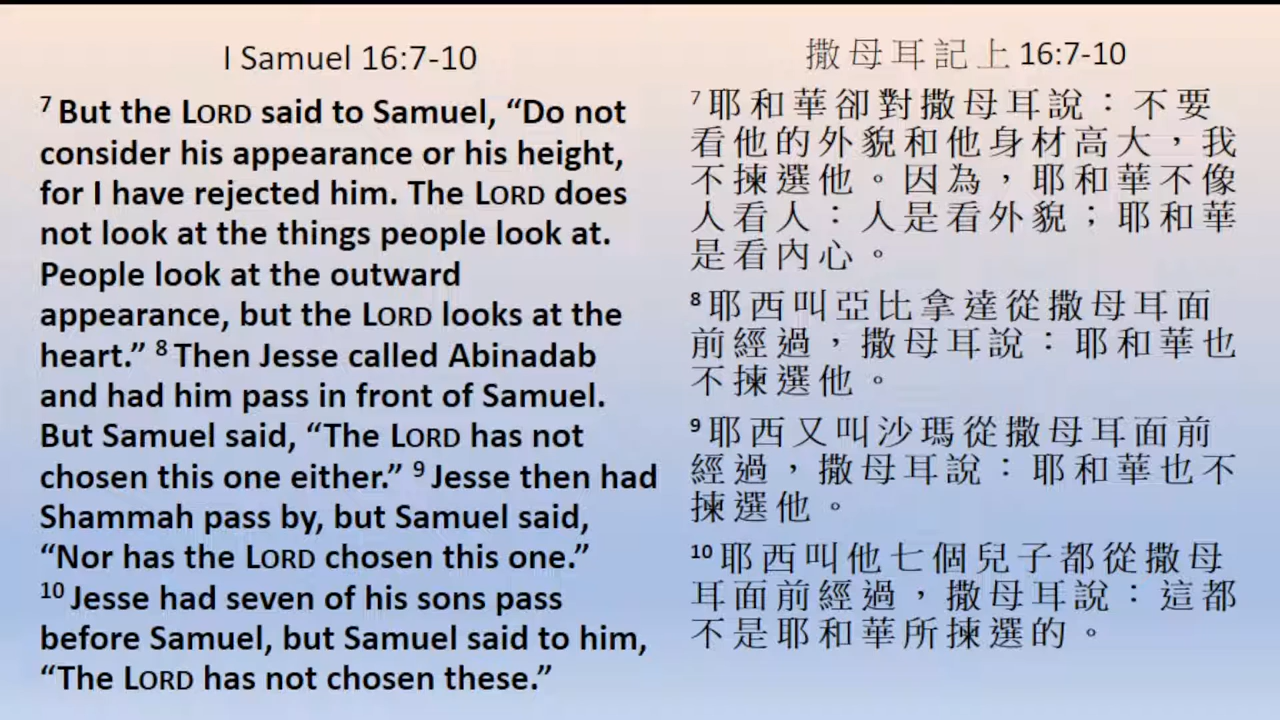 I Samuel 16:7-10
7 But the LORD said to Samuel, “Do not
consider his appearance or his height,
for I have rejected him. The LORD does
not look at the things people look at.
People look at the outward
appearance, but the LORD looks at the
heart.” 8 Then Jesse called Abinadab
and had him pass in front of Samuel.
But Samuel said, “The LORD has not
chosen this one either.” 9 Jesse then had
Shammah pass by, but Samuel said,
“Nor has the LORD chosen this one.”
10 Jesse had seven of his sons pass
before Samuel, but Samuel said to him,
“The LORD has not chosen these.”
撒母耳記上 16:7-10
7 耶和華卻對撒母耳說：不要
看他的外貌和他身材高大，我
不揀選他。因為，耶和華不像
人看人：人是看外貌；耶和華
是看內心。
8 耶西叫亞比拿達從撒母耳面
前經過，撒母耳說：耶和華也
不揀選他。
9 耶西又叫沙瑪從撒母耳面前
經過，撒母耳說：耶和華也不
揀選他。
10 耶西叫他七個兒子都從撒母
耳面前經過，撒母耳說：這都
不是耶和華所揀選的。